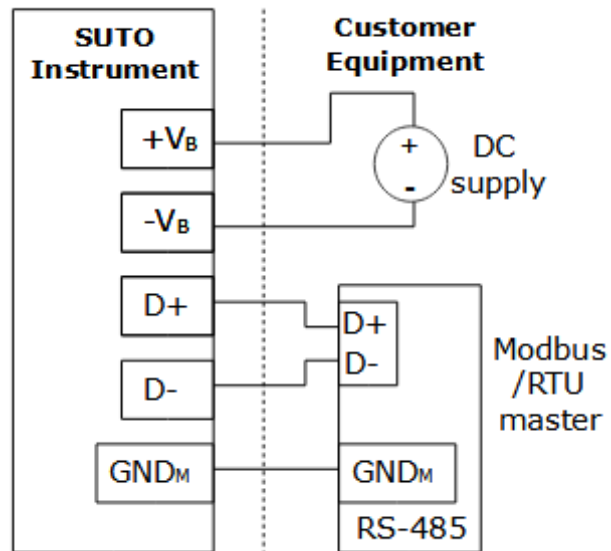 SUTO
Instrument
Customer
Equipment
+VB
-VB
D+
D-
GNDM
+
-
DC
supply
D+
D-
GNDM
RS-485
Modbus
/RTU
master